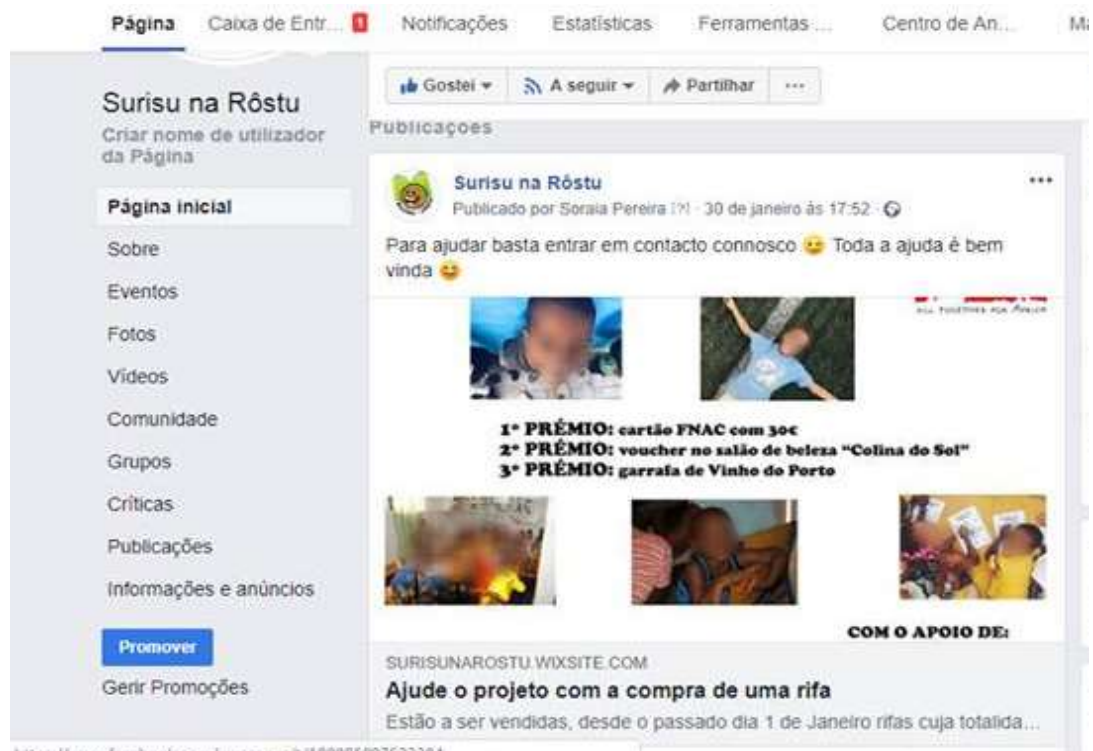 Página Caixa de Entr... 1 Notificações Estatísticas Ferramentas ... Centro de An...
Surisu na Rôstu
Criar nome de utilizador
da Página
Página inicial
Sobre
Eventos
Fotos
Vídeos
Comunidade
Grupos
Críticas
Publicações
Informações e anúncios
Promover
Gerir Promoções
Gostei A seguir Partilhar ...
Publicações
Surisu na Rôstu
Publicado por Soraia Pereira [?] · 30 de janeiro às 17:52 ·
Para ajudar basta entrar em contacto connosco Toda a ajuda é bem
vinda
1º PRÉMIO: cartão FNAC com 30€
2º PRÉMIO: voucher no salão de beleza “Colina do Sol”
3º PRÉMIO: garrafa de Vinho do Porto
COM O APOIO DE:
SURISUNAROSTU.WIXSITE.COM
Ajude o projeto com a compra de uma rifa
Estão a ser vendidas, desde o passado dia 1 de Janeiro rifas cuja totalida...